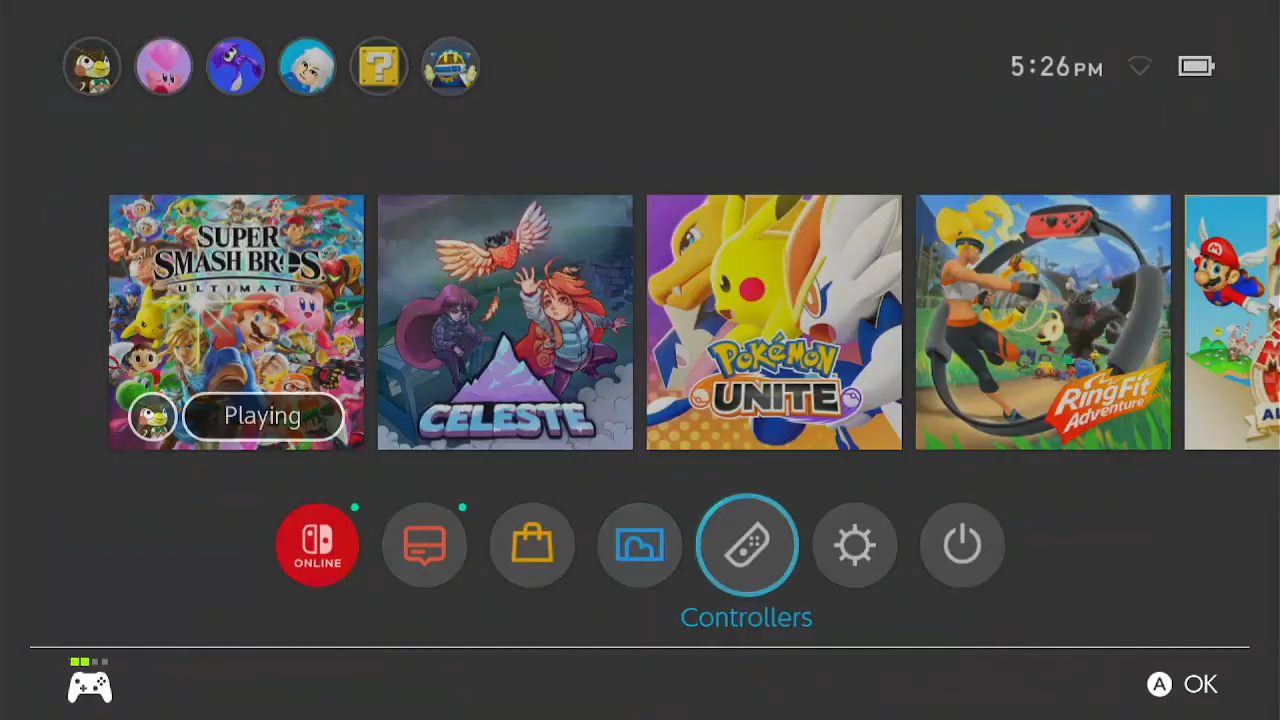 5:26PM
SUPER
SMASH BROS.
ULTIMATE
Playing
CELESTE
POKÉMON
UNITE
RingFit
Adventure
ONLINE
Controllers
A OK